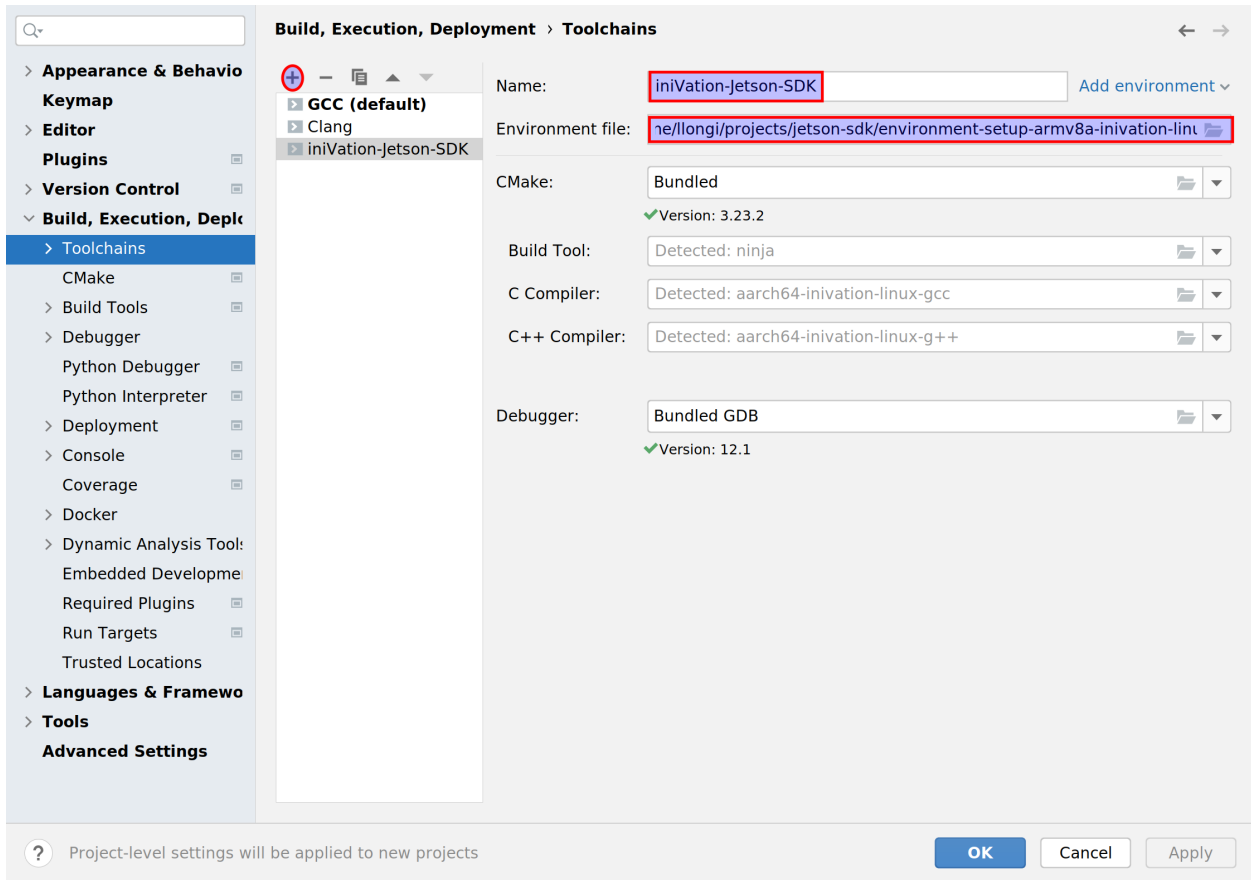 Build, Execution, Deployment › Toolchains
Appearance & Behavio
Keymap
Editor
Plugins
Version Control
Build, Execution, Deplo
Toolchains
CMake
Build Tools
Debugger
Python Debugger
Python Interpreter
Deployment
Console
Coverage
Docker
Dynamic Analysis Tools
Embedded Developme
Required Plugins
Run Targets
Trusted Locations
Languages & Framewo
Tools
Advanced Settings
GCC (default)
Clang
iniVation-Jetson-SDK
Name: iniVation-Jetson-SDK Add environment
Environment file: ne/llongi/projects/jetson-sdk/environment-setup-armv8a-inivation-linu
CMake: Bundled
Version: 3.23.2
Build Tool: Detected: ninja
C Compiler: Detected: aarch64-inivation-linux-gcc
C++ Compiler: Detected: aarch64-inivation-linux-g++
Debugger: Bundled GDB
Version: 12.1
? Project-level settings will be applied to new projects
OK Cancel Apply